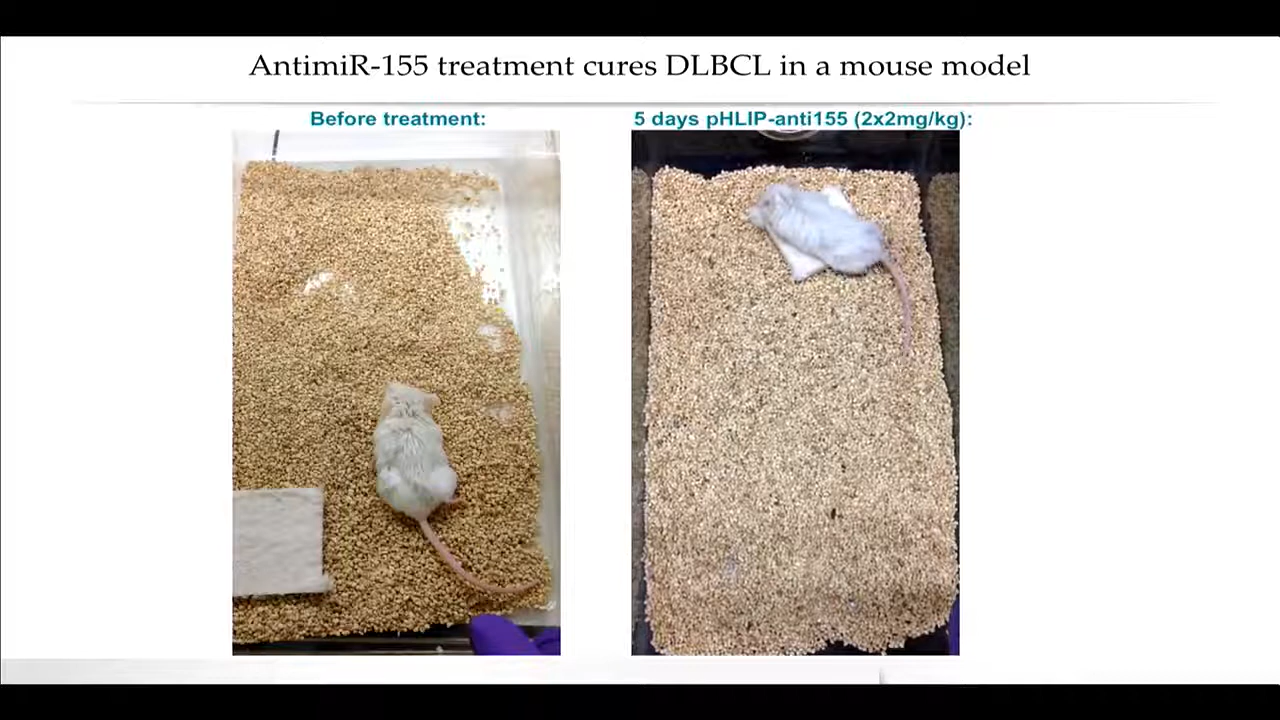 AntimiR-155 treatment cures DLBCL in a mouse model
Before treatment:
5 days pHLIP-anti155 (2x2mg/kg):